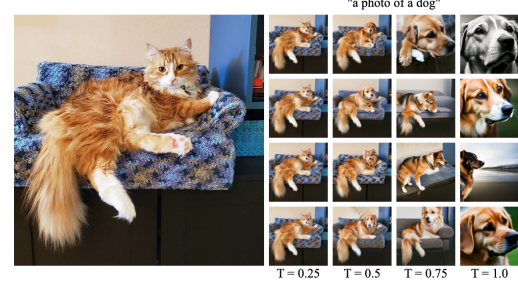 "a photo of a dog"
T = 0.25 T = 0.5 T = 0.75 T = 1.0